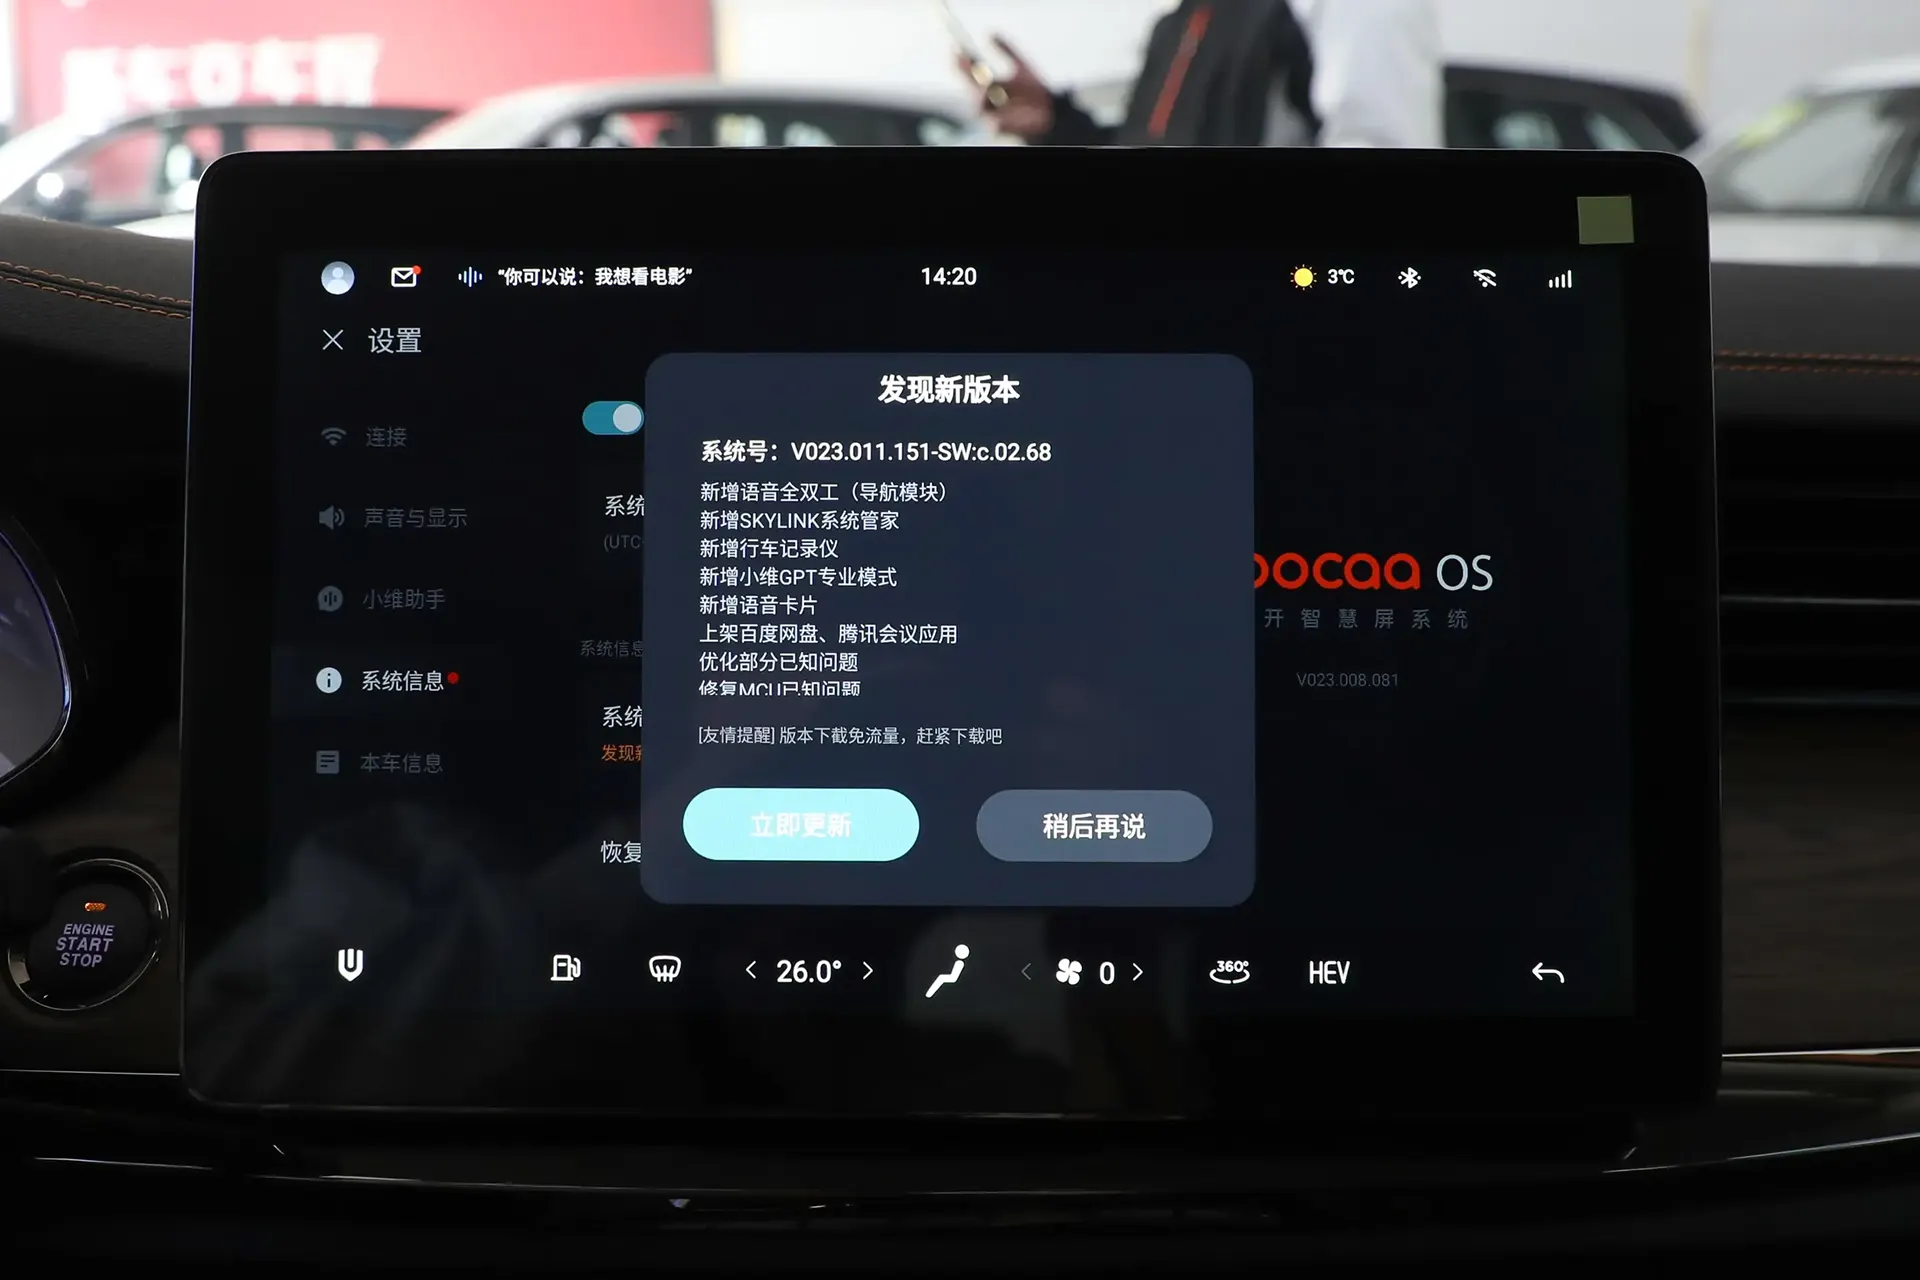 “你可以说：我想看电影”
14:20
3℃
设置
连接
声音与显示
小维助手
系统信息
本车信息
系统
(UTC
系统信息
系统
发现新
恢复
发现新版本
系统号：V023.011.151-SW:c.02.68
新增语音全双工（导航模块）
新增SKYLINK系统管家
新增行车记录仪
新增小维GPT专业模式
新增语音卡片
上架百度网盘、腾讯会议应用
优化部分已知问题
修复MCU已知问题
[友情提醒] 版本下载免流量，赶紧下载吧
立即更新
稍后再说
oocaa OS
开智慧屏系统
V023.008.081
ENGINE
START
STOP
26.0°
0
360°
HEV